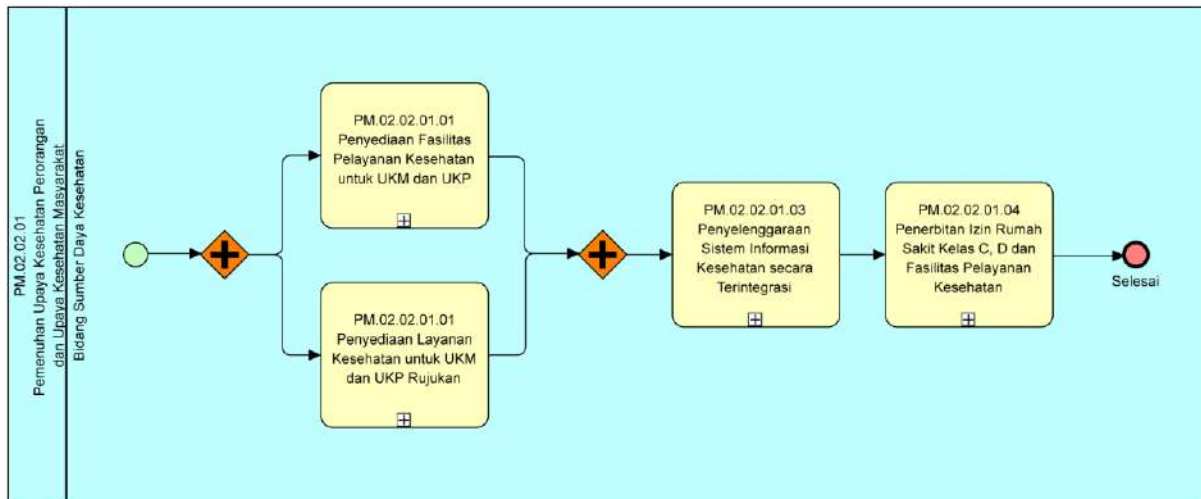 PM.02.02 01
Pemenuhan Upaya Kesehatan Perorangan
dan Upaya Kesehatan Masyarakat
Bidang Sumber Daya Kesehatan
PM.02.02.01.01
Penyediaan Fasilitas
Pelayanan Kesehatan
untuk UKM dan UKP
PM.02.02.01.01
Penyediaan Layanan
Kesehatan untuk UKM
dan UKP Rujukan
PM.02.02.01.03
Penyelenggaraan
Sistem Informasi
Kesehatan secara
Terintegrasi
PM.02.02.01.04
Penerbitan Izin Rumah
Sakit Kelas C, D dan
Fasilitas Pelayanan
Kesehatan
Selesai